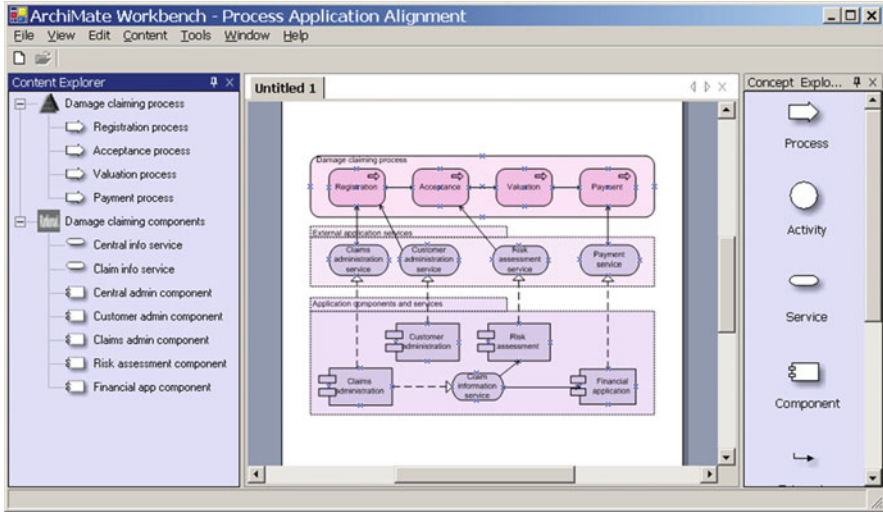 ArchiMate Workbench - Process Application Alignment
File View Edit Content Tools Window Help
Content Explorer
Damage claiming process
Registration process
Acceptance process
Valuation process
Payment process
Damage claiming components
Central info service
Claim info service
Central admin component
Customer admin component
Claims admin component
Risk assessment component
Financial app component
Untitled 1
Damage claiming process
Registration
Acceptance
Valuation
Payment
External application services
Claims
administration
service
Customer
administration
service
Risk
assessment
service
Payment
service
Application components and services
Customer
administration
Risk
assessment
Claims
administration
Claim
information
service
Financial
application
Concept Explo...
Process
Activity
Service
Component